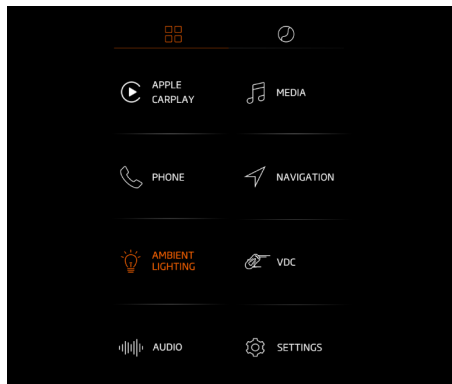 APPLE
CARPLAY
MEDIA
PHONE
NAVIGATION
AMBIENT
LIGHTING
VDC
AUDIO
SETTINGS